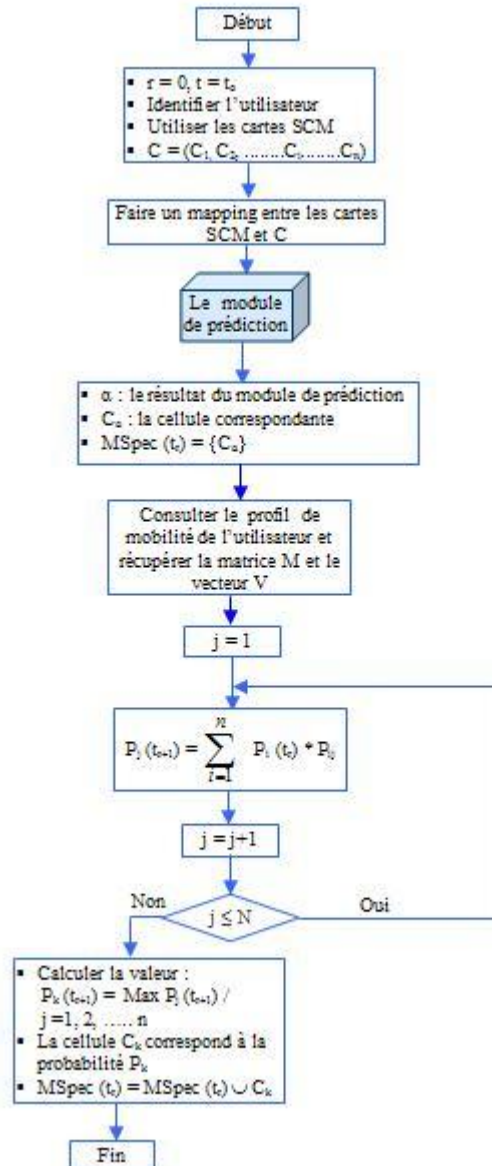 Début
▪ r = 0, t = t₀
▪ Identifier l’utilisateur
▪ Utiliser les cartes SCM
▪ C = (C₁, C₂, ........Cᵢ,.......Cₙ)
Faire un mapping entre les cartes
SCM et C
Le module
de prédiction
▪ α : le résultat du module de prédiction
▪ Cα : la cellule correspondante
▪ MSpec (tᵣ) = {Cα}
Consulter le profil de
mobilité de l’utilisateur et
récupérer la matrice M et le
vecteur V
j = 1
Pⱼ (tᵣ₊₁) = ∑ⁿᵢ₌₁ Pᵢ (tᵣ) * Pᵢⱼ
j = j+1
Non
j ≤ N
Oui
▪ Calculer la valeur :
Pₖ (tᵣ₊₁) = Max Pⱼ (tᵣ₊₁) /
j =1, 2, ..... n
▪ La cellule Cₖ correspond à la
probabilité Pₖ
▪ MSpec (tᵣ) = MSpec (tᵣ) ∪ Cₖ
Fin